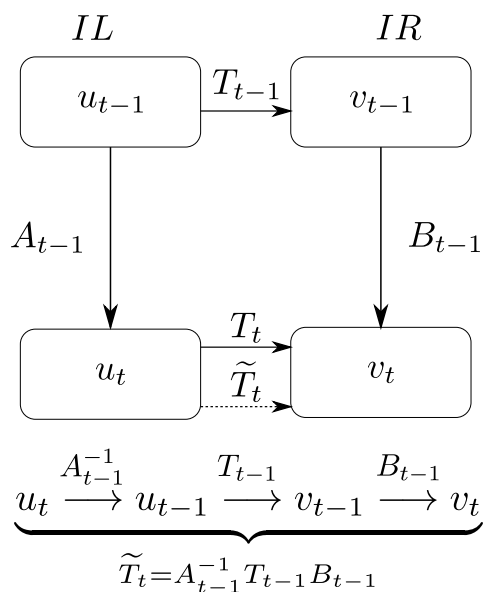 IL IR
u_{t-1} T_{t-1} v_{t-1}
A_{t-1} B_{t-1}
T_t
u_t v_t
\widetilde{T}_t
u_t \xrightarrow{A_{t-1}^{-1}} u_{t-1} \xrightarrow{T_{t-1}} v_{t-1} \xrightarrow{B_{t-1}} v_t
\widetilde{T}_t=A_{t-1}^{-1}T_{t-1}B_{t-1}